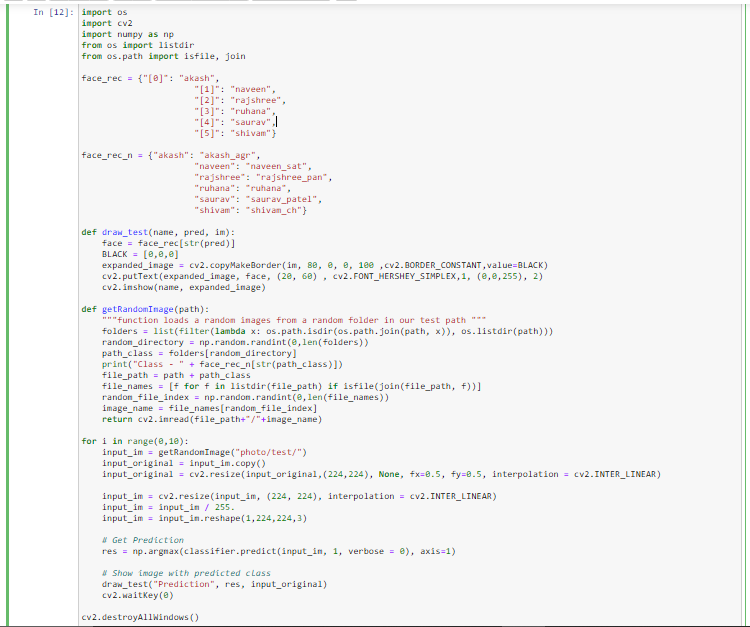 In [12]: import os
import cv2
import numpy as np
from os import listdir
from os.path import isfile, join

face_rec = {"[0]": "akash",
                      "[1]": "naveen",
                      "[2]": "rajshree",
                      "[3]": "ruhana",
                      "[4]": "saurav",
                      "[5]": "shivam"}

face_rec_n = {"akash": "akash_agr",
                      "naveen": "naveen_sat",
                      "rajshree": "rajshree_pan",
                      "ruhana": "ruhana",
                      "saurav": "saurav_patel",
                      "shivam": "shivam_ch"}

def draw_test(name, pred, im):
    face = face_rec[str(pred)]
    BLACK = [0,0,0]
    expanded_image = cv2.copyMakeBorder(im, 80, 0, 0, 100 ,cv2.BORDER_CONSTANT,value=BLACK)
    cv2.putText(expanded_image, face, (20, 60) , cv2.FONT_HERSHEY_SIMPLEX,1, (0,0,255), 2)
    cv2.imshow(name, expanded_image)

def getRandomImage(path):
    """function loads a random images from a random folder in our test path """
    folders = list(filter(lambda x: os.path.isdir(os.path.join(path, x)), os.listdir(path)))
    random_directory = np.random.randint(0,len(folders))
    path_class = folders[random_directory]
    print("Class - " + face_rec_n[str(path_class)])
    file_path = path + path_class
    file_names = [f for f in listdir(file_path) if isfile(join(file_path, f))]
    random_file_index = np.random.randint(0,len(file_names))
    image_name = file_names[random_file_index]
    return cv2.imread(file_path+"/"+image_name)

for i in range(0,10):
    input_im = getRandomImage("photo/test/")
    input_original = input_im.copy()
    input_original = cv2.resize(input_original,(224,224), None, fx=0.5, fy=0.5, interpolation = cv2.INTER_LINEAR)

    input_im = cv2.resize(input_im, (224, 224), interpolation = cv2.INTER_LINEAR)
    input_im = input_im / 255.
    input_im = input_im.reshape(1,224,224,3)

    # Get Prediction
    res = np.argmax(classifier.predict(input_im, 1, verbose = 0), axis=1)

    # Show image with predicted class
    draw_test("Prediction", res, input_original)
    cv2.waitKey(0)

cv2.destroyAllWindows()